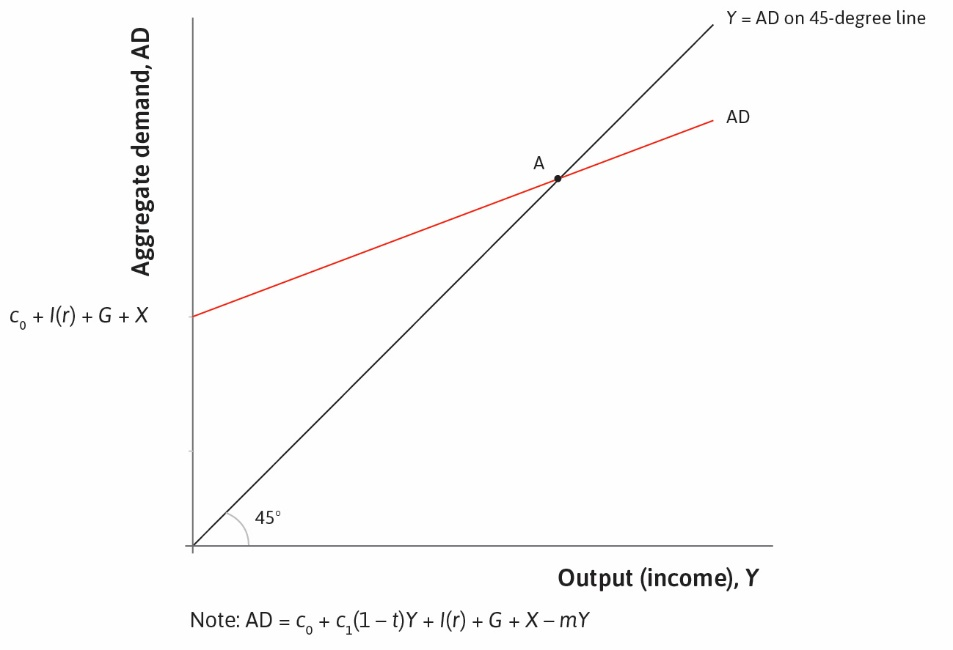 Y = AD on 45-degree line
Aggregate demand, AD
AD
A
c₀ + I(r) + G + X
45°
Output (income), Y
Note: AD = c₀ + c₁(1 – t)Y + I(r) + G + X – mY